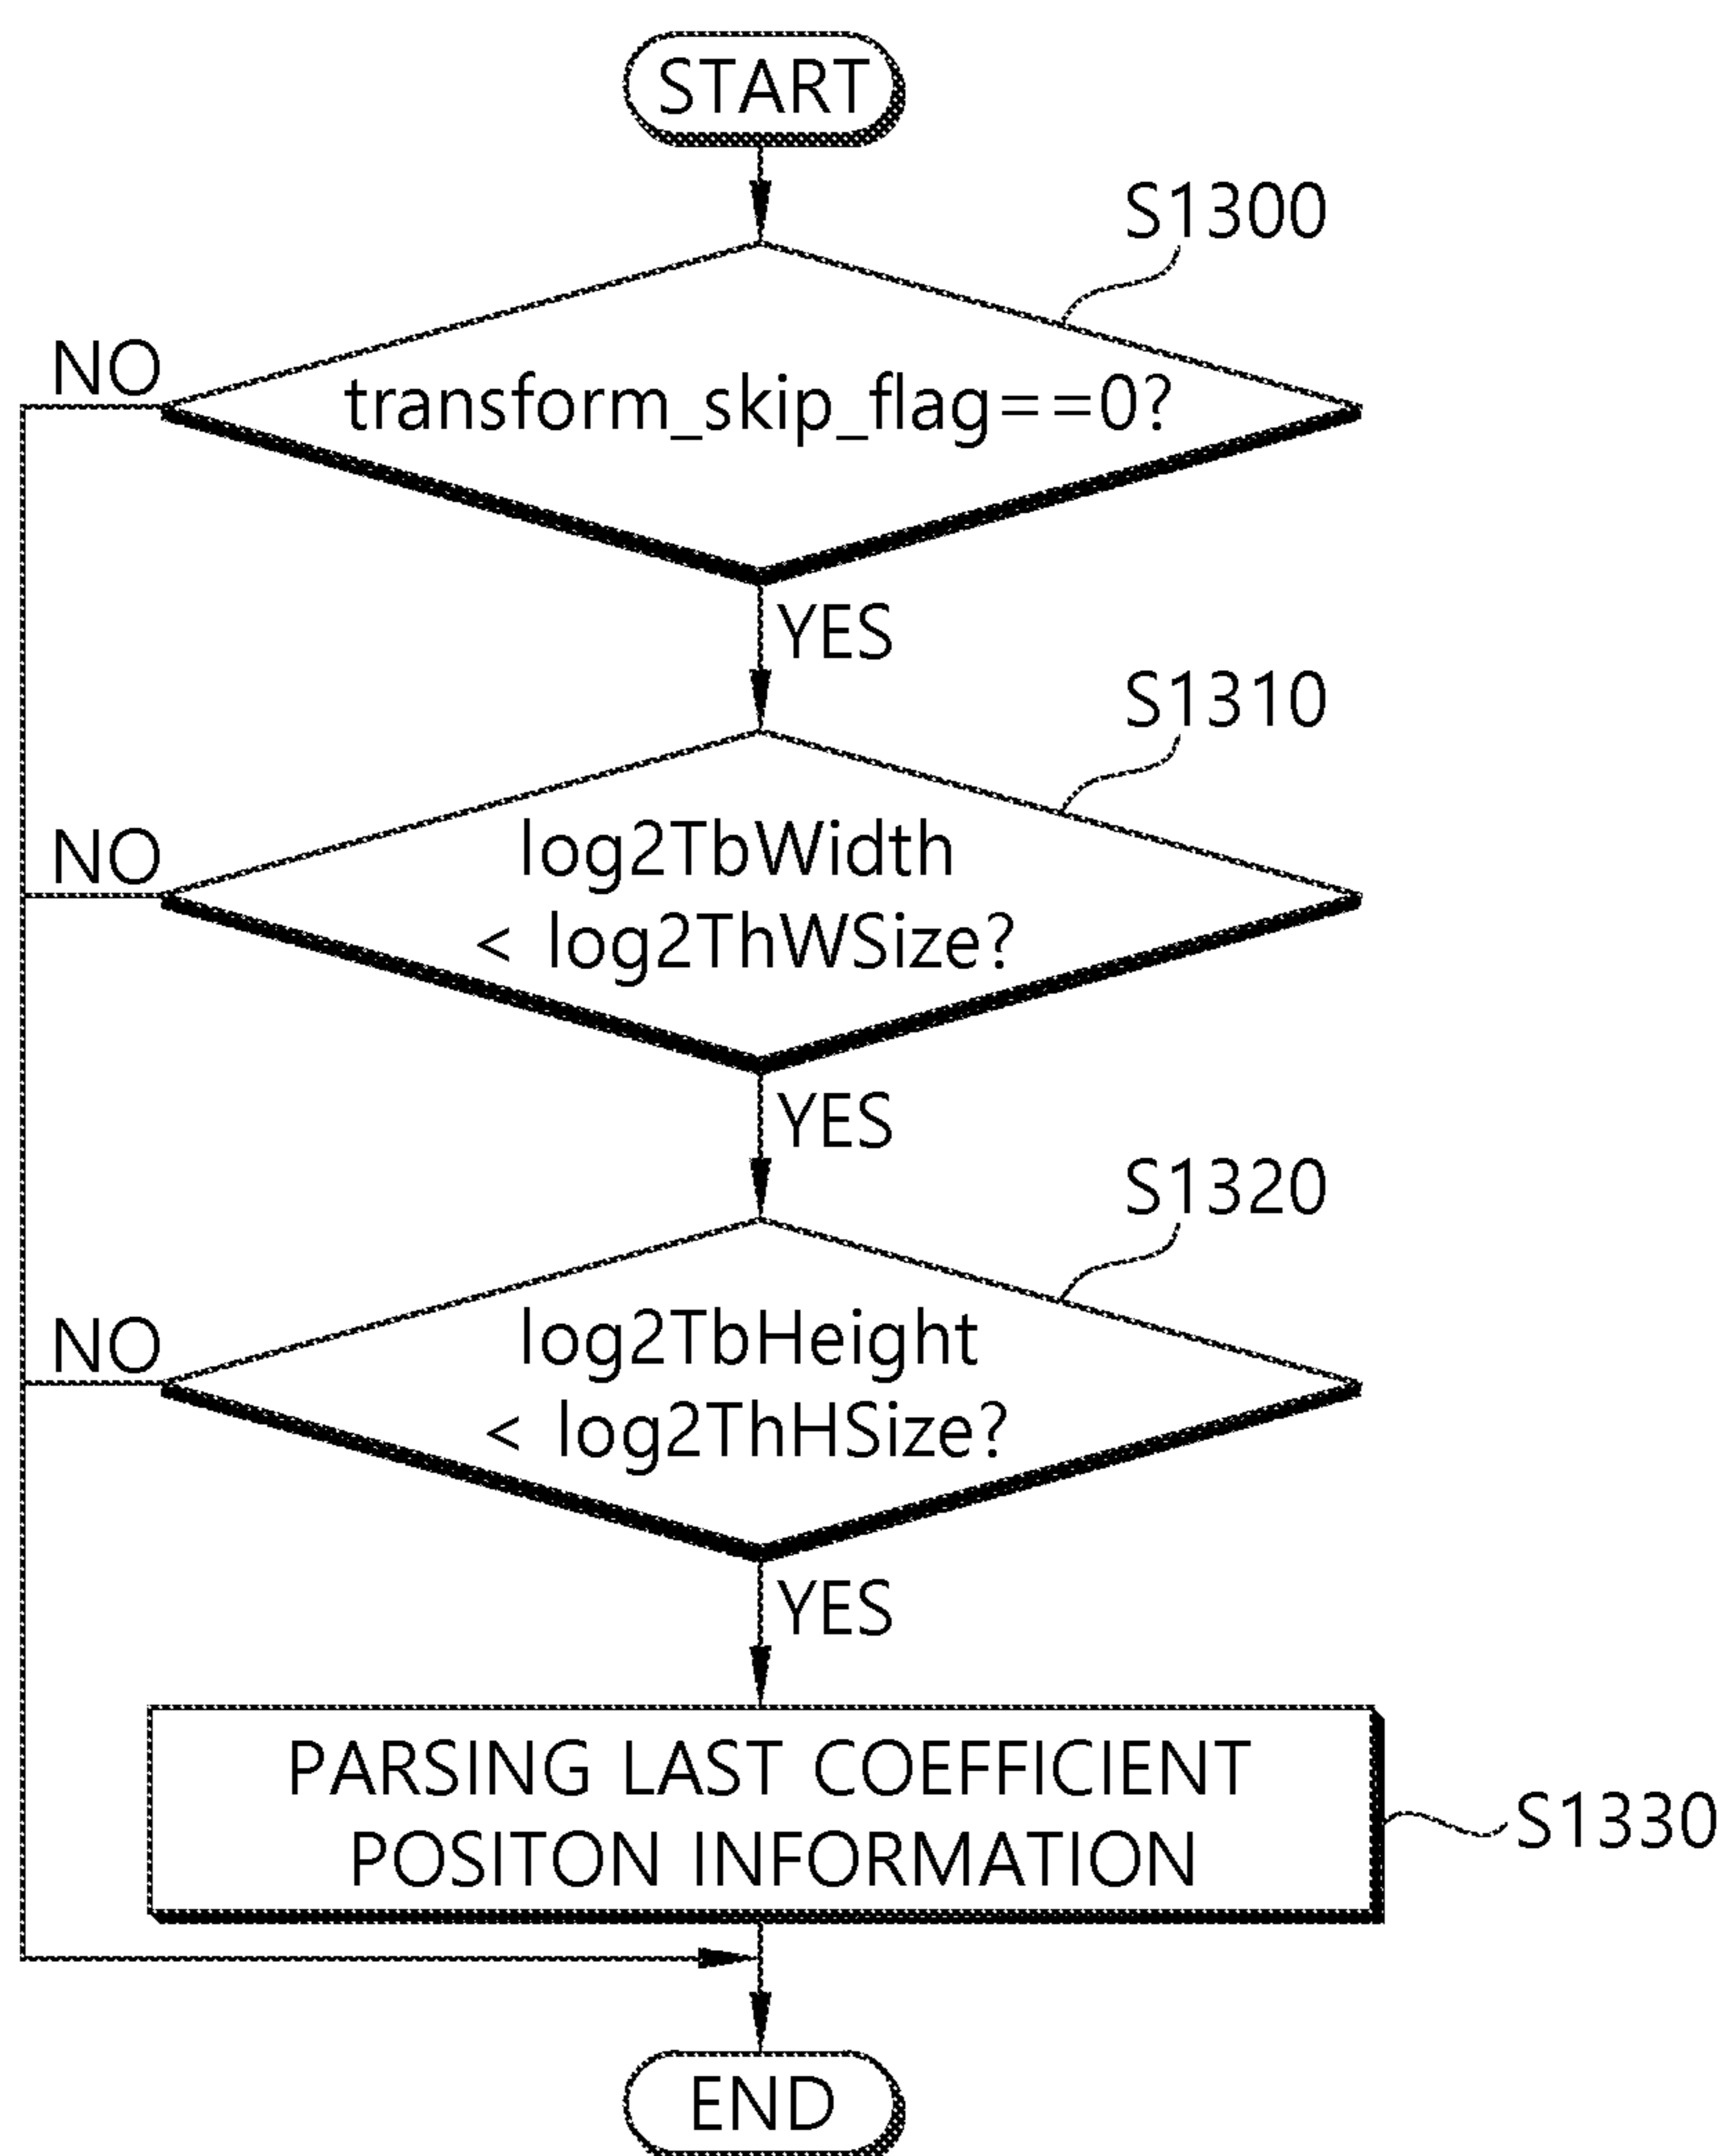 START
S1300
NO
transform_skip_flag==0?
YES
S1310
NO
log2TbWidth
< log2ThWSize?
YES
S1320
NO
log2TbHeight
< log2ThHSize?
YES
PARSING LAST COEFFICIENT
POSITON INFORMATION
S1330
END